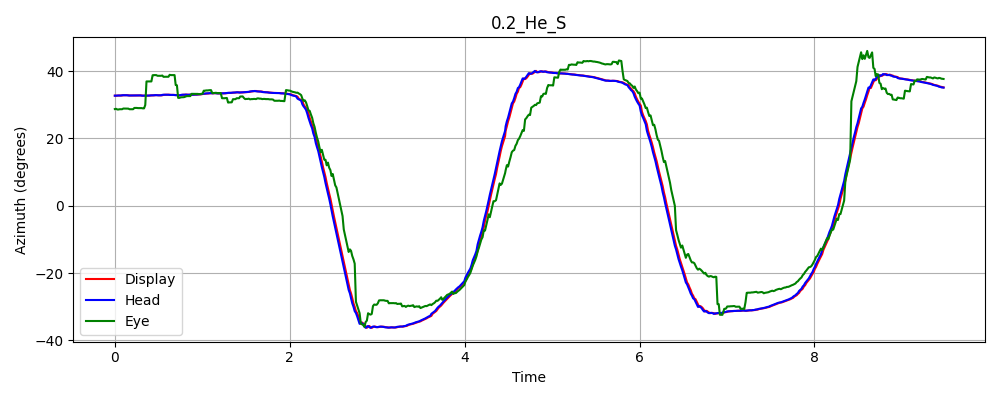 0.2_He_S
Azimuth (degrees)
40
20
0
−20
−40
Display
Head
Eye
0 2 4 6 8
Time